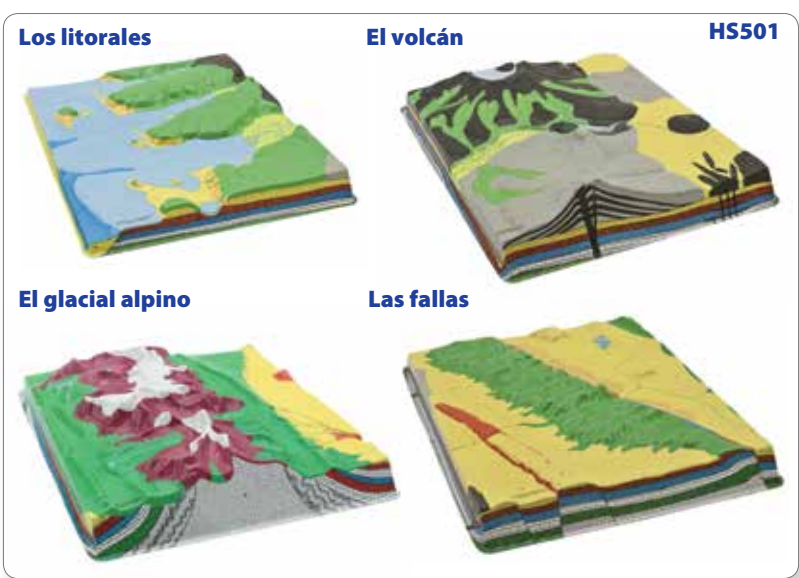 Los litorales
El volcán
HS501
El glacial alpino
Las fallas